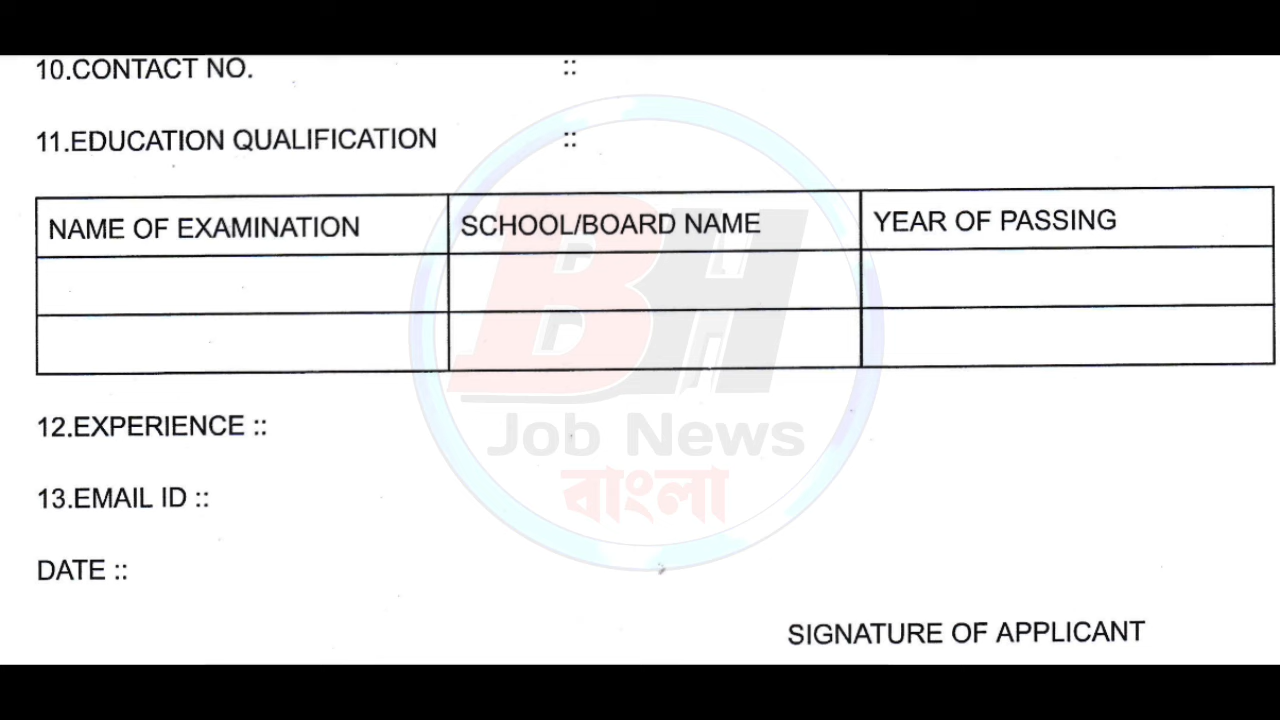 10.CONTACT NO. ::
11.EDUCATION QUALIFICATION ::
NAME OF EXAMINATION SCHOOL/BOARD NAME YEAR OF PASSING
BH
Job News
বাংলা
12.EXPERIENCE ::
13.EMAIL ID ::
DATE ::
SIGNATURE OF APPLICANT